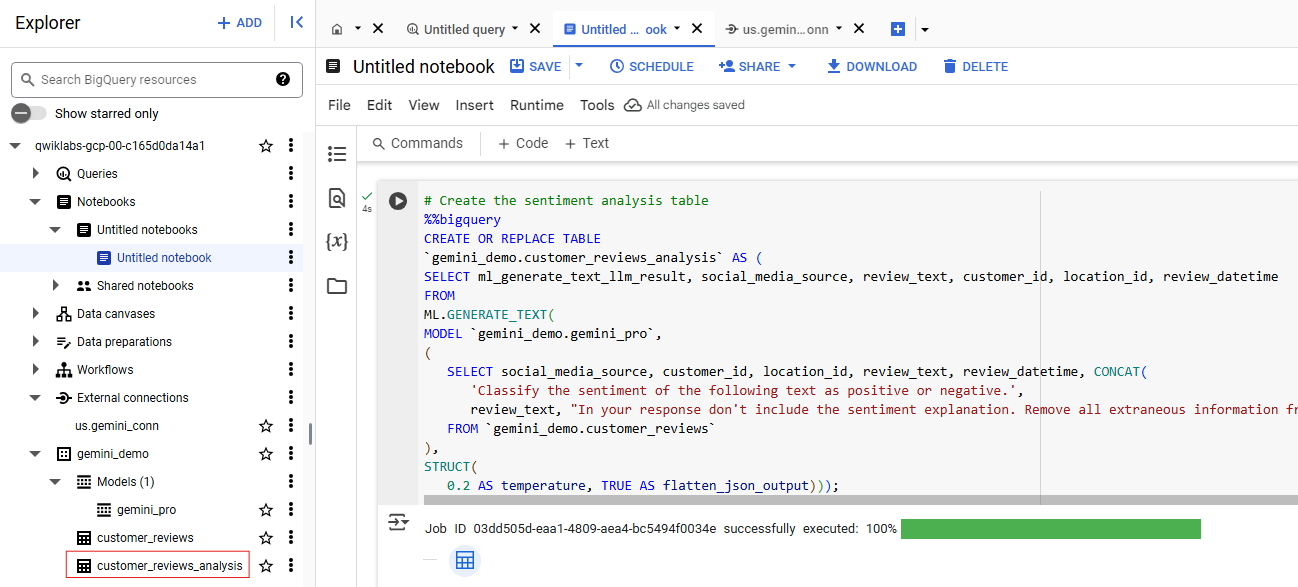 Explorer
+ ADD
Search BigQuery resources
?
Show starred only
qwiklabs-gcp-00-c165d0da14a1
Queries
Notebooks
Untitled notebooks
Untitled notebook
Shared notebooks
Data canvases
Data preparations
Workflows
External connections
us.gemini_conn
gemini_demo
Models (1)
gemini_pro
customer_reviews
customer_reviews_analysis
Untitled query
Untitled ... ook
us.gemin...onn
Untitled notebook
SAVE
SCHEDULE
SHARE
DOWNLOAD
DELETE
File Edit View Insert Runtime Tools All changes saved
Commands + Code + Text
{x}
4s
# Create the sentiment analysis table
%%bigquery
CREATE OR REPLACE TABLE
`gemini_demo.customer_reviews_analysis` AS (
SELECT ml_generate_text_llm_result, social_media_source, review_text, customer_id, location_id, review_datetime
FROM
ML.GENERATE_TEXT(
MODEL `gemini_demo.gemini_pro`,
(
SELECT social_media_source, customer_id, location_id, review_text, review_datetime, CONCAT(
'Classify the sentiment of the following text as positive or negative.',
review_text, "In your response don't include the sentiment explanation. Remove all extraneous information fr
FROM `gemini_demo.customer_reviews`
),
STRUCT(
0.2 AS temperature, TRUE AS flatten_json_output)));
Job ID 03dd505d-eaa1-4809-aea4-bc5494f0034e successfully executed: 100%